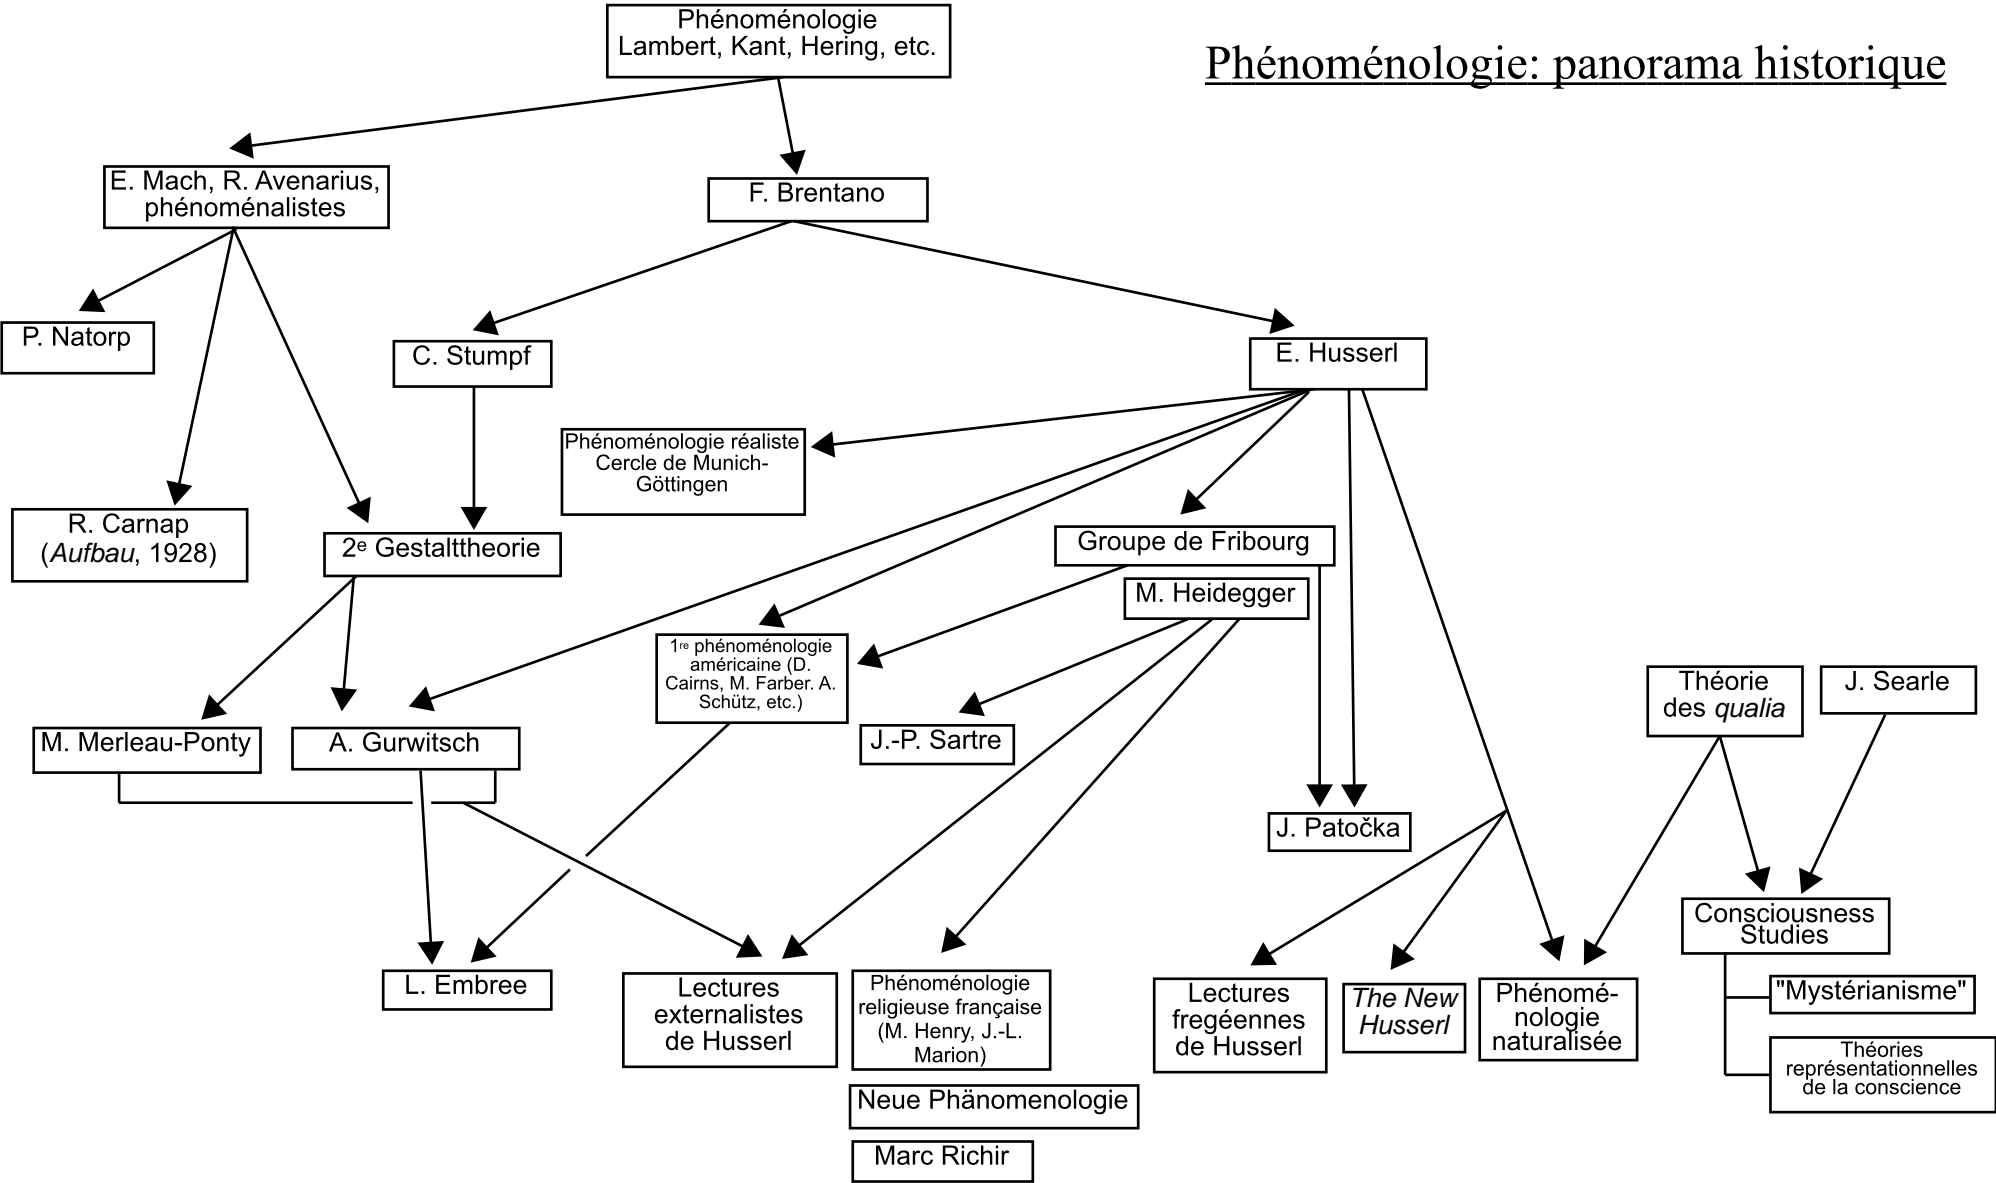 Phénoménologie
Lambert, Kant, Hering, etc.
Phénoménologie: panorama historique
E. Mach, R. Avenarius,
phénoménalistes
F. Brentano
P. Natorp
C. Stumpf
E. Husserl
Phénoménologie réaliste
Cercle de Munich-
Göttingen
R. Carnap
(Aufbau, 1928)
2e Gestalttheorie
Groupe de Fribourg
M. Heidegger
1re phénoménologie
américaine (D.
Cairns, M. Farber. A.
Schütz, etc.)
Théorie
des qualia
J. Searle
M. Merleau-Ponty
A. Gurwitsch
J.-P. Sartre
J. Patočka
Consciousness
Studies
L. Embree
Lectures
externalistes
de Husserl
Phénoménologie
religieuse française
(M. Henry, J.-L.
Marion)
Lectures
fregéennes
de Husserl
The New
Husserl
Phénomé-
nologie
naturalisée
"Mystérianisme"
Théories
représentationnelles
de la conscience
Neue Phänomenologie
Marc Richir